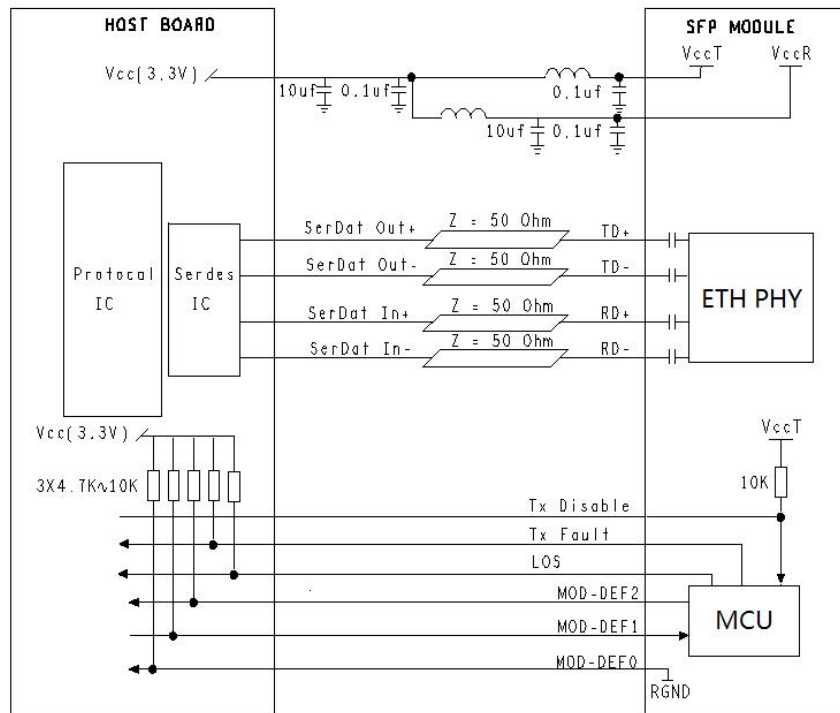 HOST BOARD
SFP MODULE
Vcc(3.3V)
VccT
VccR
10uf
0.1uf
0.1uf
10uf
0.1uf
Protocal
IC
Serdes
IC
SerDat Out+
Z = 50 Ohm
TD+
SerDat Out-
Z = 50 Ohm
TD-
SerDat In+
Z = 50 Ohm
RD+
SerDat In-
Z = 50 Ohm
RD-
ETH PHY
Vcc(3.3V)
VccT
3X4.7K∿10K
10K
Tx Disable
Tx Fault
LOS
MOD-DEF2
MOD-DEF1
MOD-DEF0
MCU
RGND